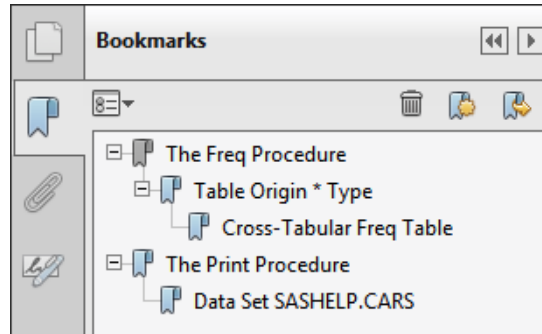 Bookmarks
The Freq Procedure
Table Origin * Type
Cross-Tabular Freq Table
The Print Procedure
Data Set SASHELP.CARS